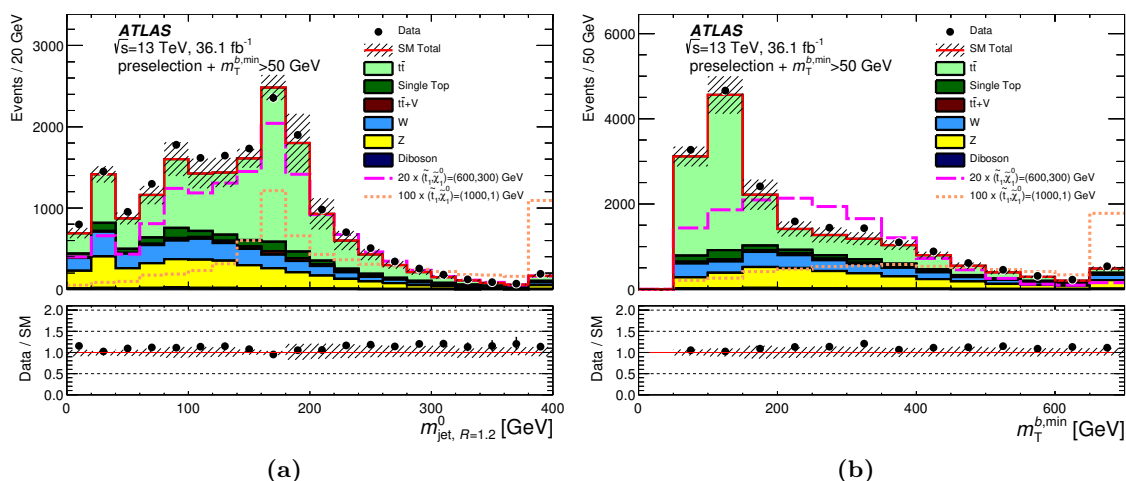 ATLAS
√s=13 TeV, 36.1 fb⁻¹
preselection + m_T^{b,min}>50 GeV
Data
SM Total
tt̄
Single Top
tt̄+V
W
Z
Diboson
20 x (t̃₁,χ̃₁⁰)=(600,300) GeV
100 x (t̃₁,χ̃₁⁰)=(1000,1) GeV
Events / 20 GeV
3200
2400
1600
800
0
Data / SM
2.0
1.5
1.0
0.5
0.0
0 100 200 300 400
m⁰_{jet, R=1.2} [GeV]
(a)
ATLAS
√s=13 TeV, 36.1 fb⁻¹
preselection + m_T^{b,min}>50 GeV
Data
SM Total
tt̄
Single Top
tt̄+V
W
Z
Diboson
20 x (t̃₁,χ̃₁⁰)=(600,300) GeV
100 x (t̃₁,χ̃₁⁰)=(1000,1) GeV
Events / 50 GeV
6000
4000
2000
0
Data / SM
2.0
1.5
1.0
0.5
0.0
0 200 400 600
m_T^{b,min} [GeV]
(b)